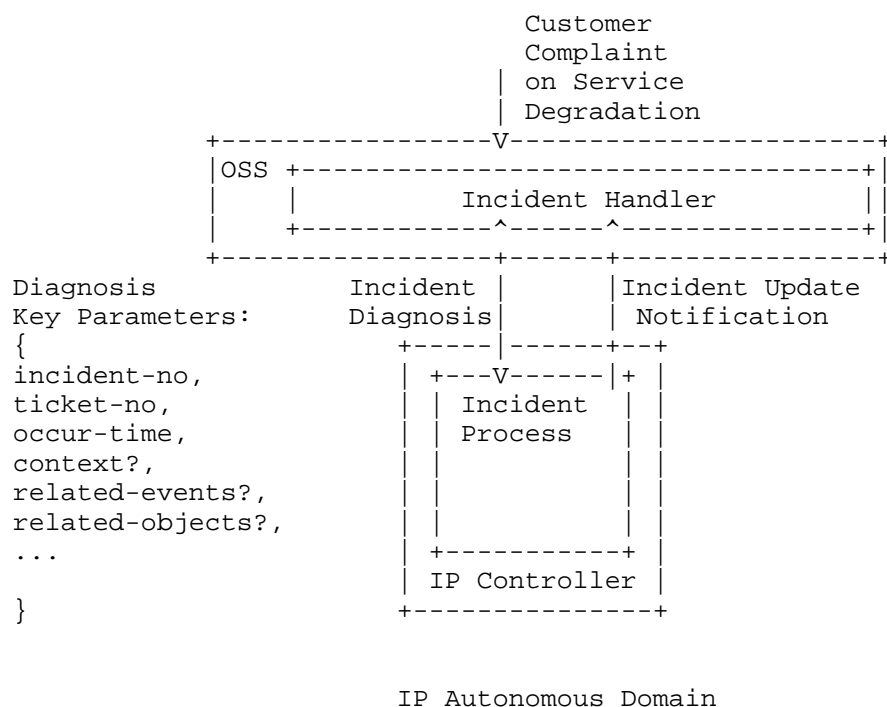 Customer
Complaint
on Service
Degradation
OSS
Incident Handler
Diagnosis Incident Incident Update
Key Parameters: Diagnosis Notification
{
incident-no,
ticket-no, Incident
occur-time, Process
context?,
related-events?,
related-objects?,
...
IP Controller
}
IP Autonomous Domain